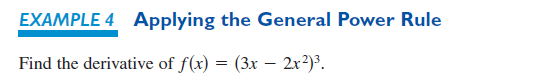 EXAMPLE 4 Applying the General Power Rule
Find the derivative of f(x) = (3x − 2x²)³.